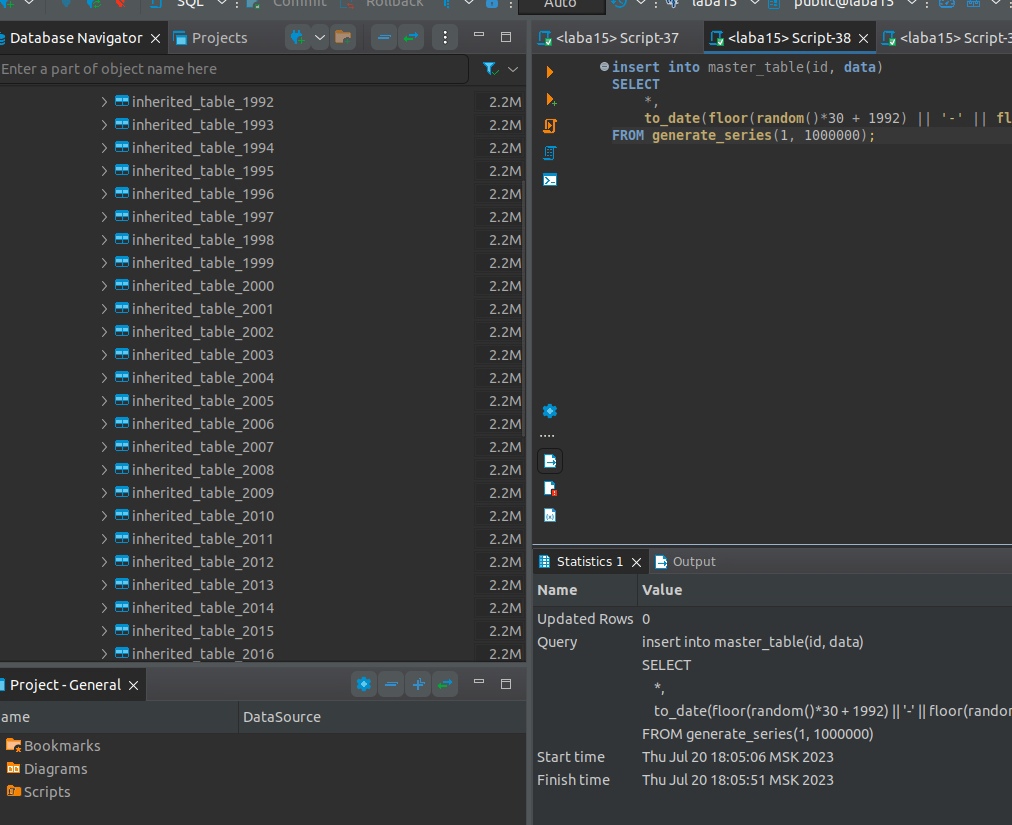 SQL
Commit
Rollback
Auto
laba15
public@laba15
Database Navigator
Projects
Enter a part of object name here
inherited_table_1992 2.2M
inherited_table_1993 2.2M
inherited_table_1994 2.2M
inherited_table_1995 2.2M
inherited_table_1996 2.2M
inherited_table_1997 2.2M
inherited_table_1998 2.2M
inherited_table_1999 2.2M
inherited_table_2000 2.2M
inherited_table_2001 2.2M
inherited_table_2002 2.2M
inherited_table_2003 2.2M
inherited_table_2004 2.2M
inherited_table_2005 2.2M
inherited_table_2006 2.2M
inherited_table_2007 2.2M
inherited_table_2008 2.2M
inherited_table_2009 2.2M
inherited_table_2010 2.2M
inherited_table_2011 2.2M
inherited_table_2012 2.2M
inherited_table_2013 2.2M
inherited_table_2014 2.2M
inherited_table_2015 2.2M
inherited_table_2016 2.2M
Project - General
ame DataSource
Bookmarks
Diagrams
Scripts
<laba15> Script-37
<laba15> Script-38
<laba15> Script-3
insert into master_table(id, data)
SELECT
*,
to_date(floor(random()*30 + 1992) || '-' || fl
FROM generate_series(1, 1000000);
Statistics 1
Output
Name Value
Updated Rows 0
Query insert into master_table(id, data)
SELECT
*,
to_date(floor(random()*30 + 1992) || '-' || floor(randor
FROM generate_series(1, 1000000)
Start time Thu Jul 20 18:05:06 MSK 2023
Finish time Thu Jul 20 18:05:51 MSK 2023